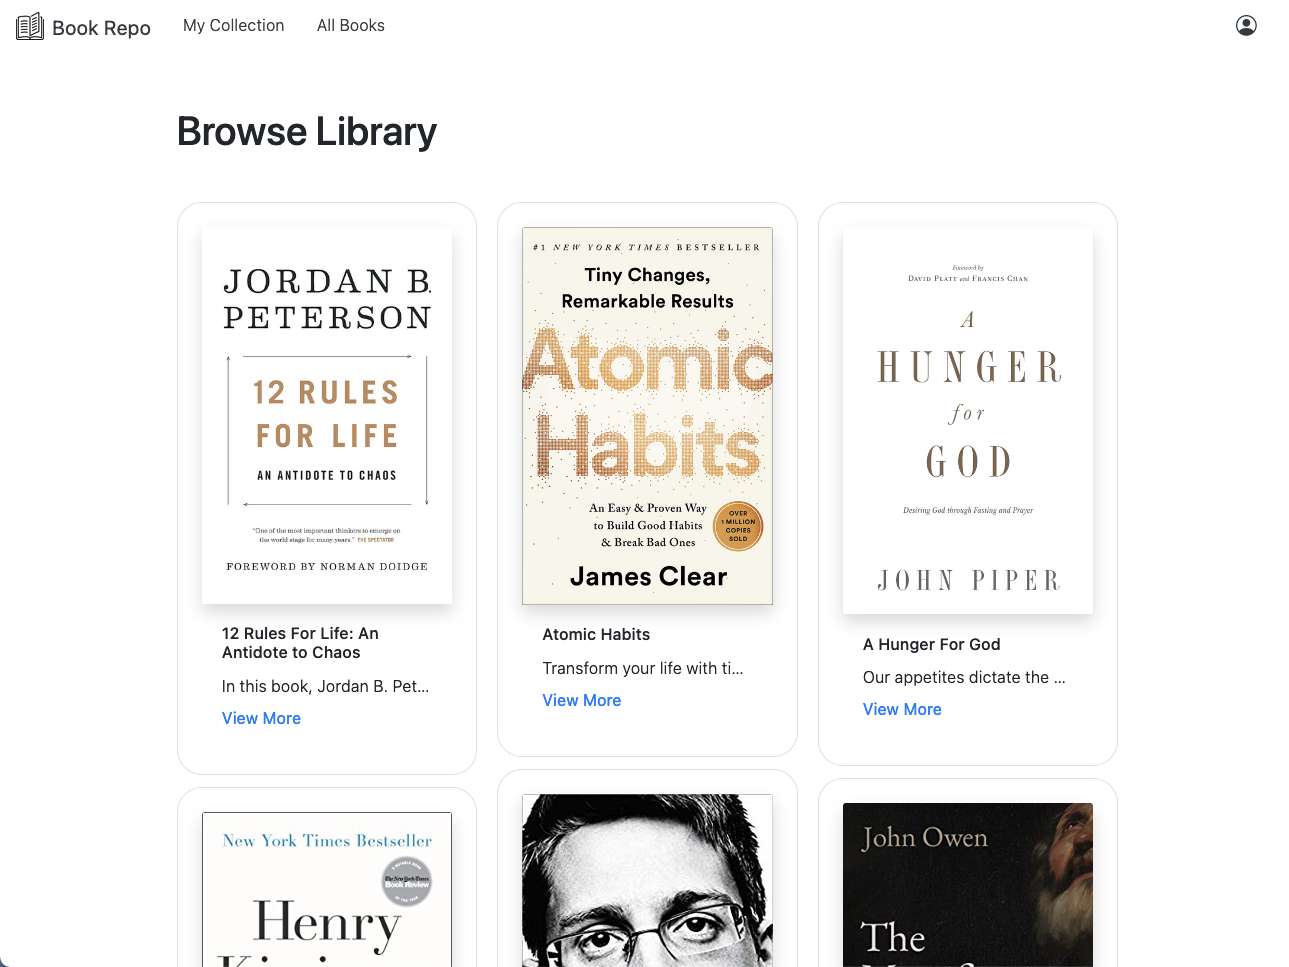 Book Repo
My Collection
All Books
Browse Library
JORDAN B.
PETERSON
12 RULES
FOR LIFE
AN ANTIDOTE TO CHAOS
"One of the most important thinkers to emerge on
the world stage for many years." THE SPECTATOR
FOREWORD BY NORMAN DOIDGE
12 Rules For Life: An
Antidote to Chaos
In this book, Jordan B. Pet...
View More
#1 NEW YORK TIMES BESTSELLER
Tiny Changes,
Remarkable Results
Atomic
Habits
An Easy & Proven Way
to Build Good Habits
& Break Bad Ones
OVER
1 MILLION
COPIES
SOLD
James Clear
Atomic Habits
Transform your life with ti...
View More
Foreword by
DAVID PLATT and FRANCIS CHAN
A
HUNGER
for
GOD
Desiring God through Fasting and Prayer
JOHN PIPER
A Hunger For God
Our appetites dictate the ...
View More
New York Times Bestseller
The New York Times
Book Review
Henry
John Owen
The